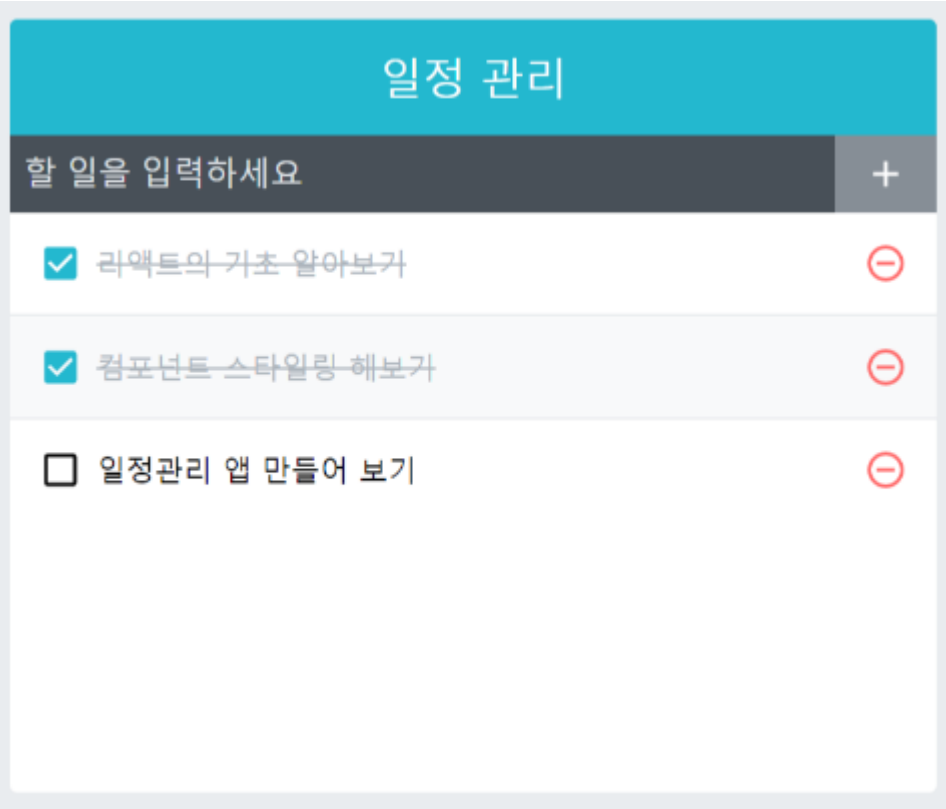 일정 관리
할 일을 입력하세요
리액트의 기초 알아보기
컴포넌트 스타일링 해보기
일정관리 앱 만들어 보기